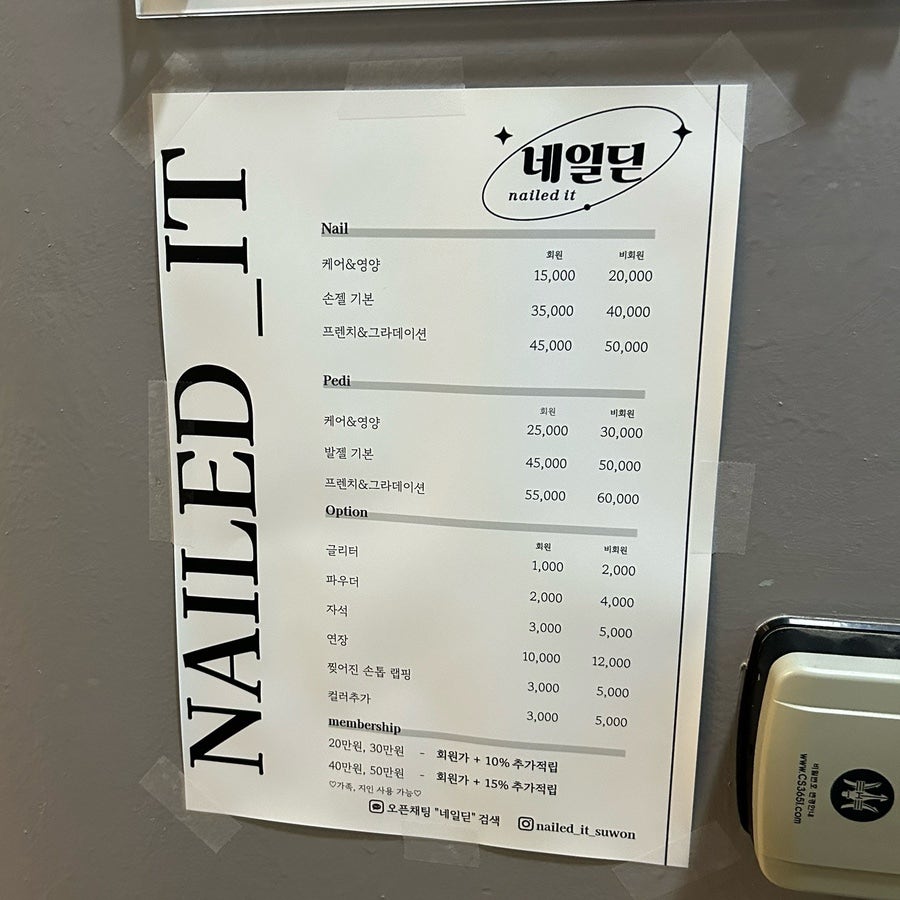 NAILED_IT
네일딛
nailed it
Nail
회원 비회원
케어&영양 15,000 20,000
손젤 기본 35,000 40,000
프렌치&그라데이션 45,000 50,000
Pedi
회원 비회원
케어&영양 25,000 30,000
발젤 기본 45,000 50,000
프렌치&그라데이션 55,000 60,000
Option
회원 비회원
글리터 1,000 2,000
파우더 2,000 4,000
자석 3,000 5,000
연장 10,000 12,000
찢어진 손톱 랩핑 3,000 5,000
컬러추가 3,000 5,000
membership
20만원, 30만원 - 회원가 + 10% 추가적립
40만원, 50만원 - 회원가 + 15% 추가적립
♡가족, 지인 사용 가능♡
오픈채팅 "네일딛" 검색 nailed_it_suwon
비밀번호 변경안내
www.CS365I.com